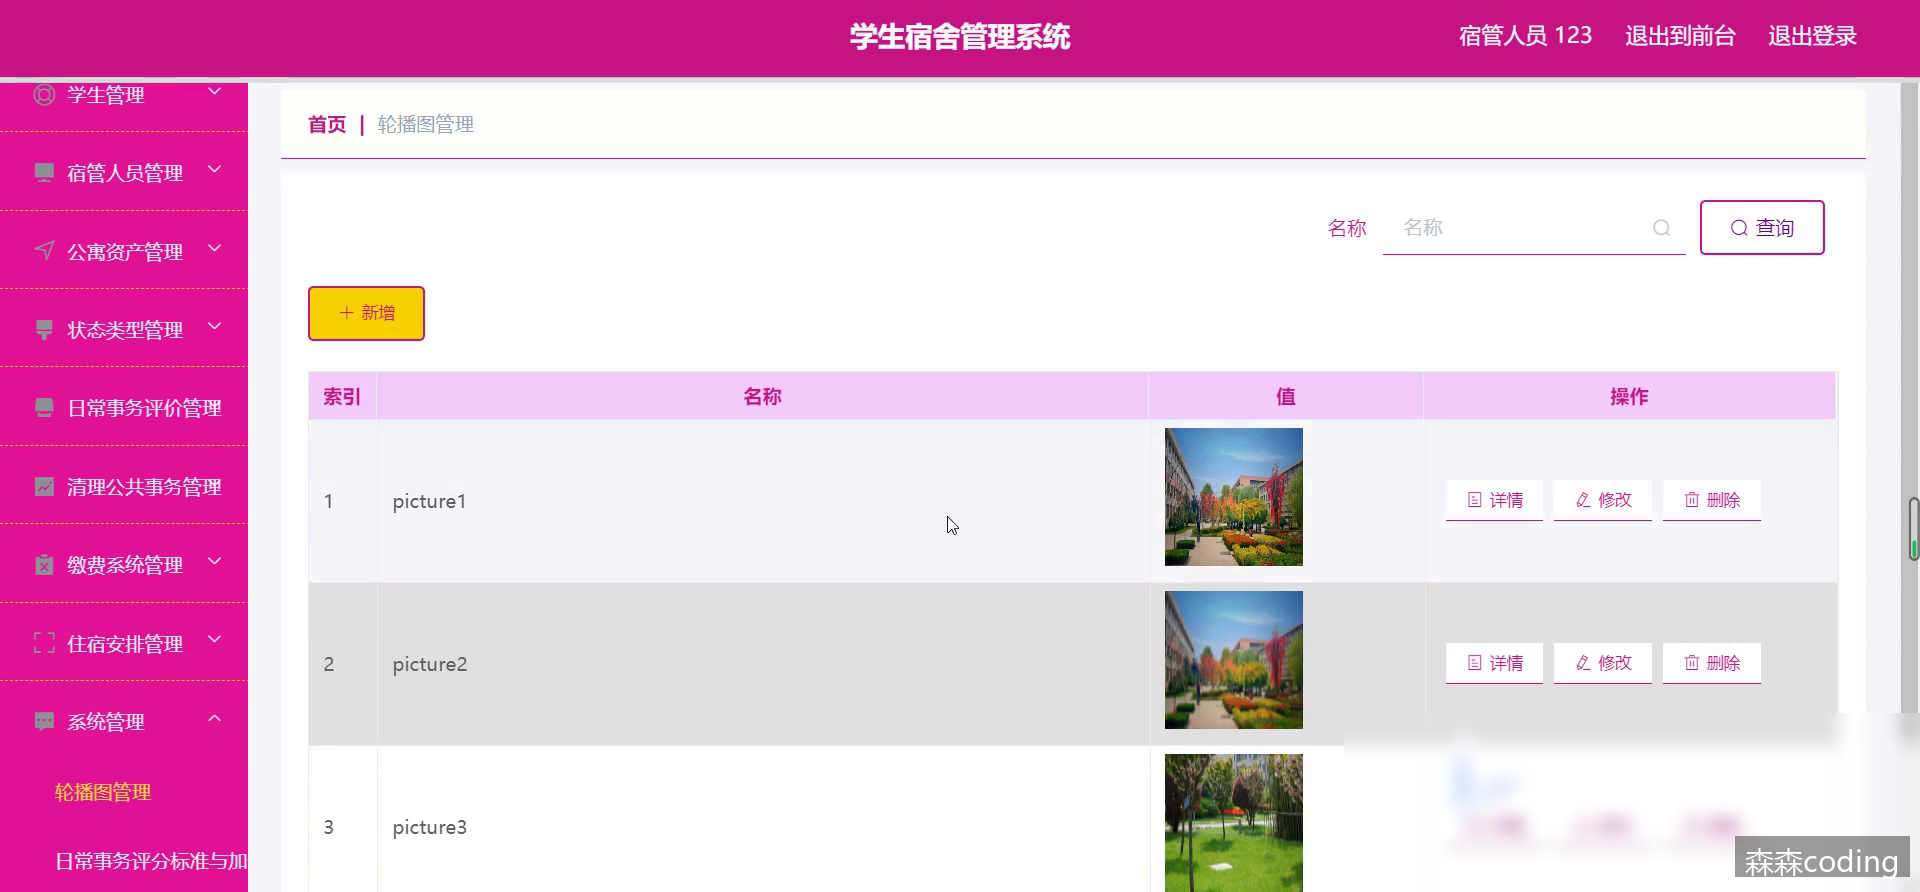 学生宿舍管理系统
宿管人员 123
退出到前台
退出登录
学生管理
宿管人员管理
公寓资产管理
状态类型管理
日常事务评价管理
清理公共事务管理
缴费系统管理
住宿安排管理
系统管理
轮播图管理
日常事务评分标准与加
首页 | 轮播图管理
名称 名称 查询
新增
索引 名称 值 操作
1 picture1 详情 修改 删除
2 picture2 详情 修改 删除
3 picture3
森森coding